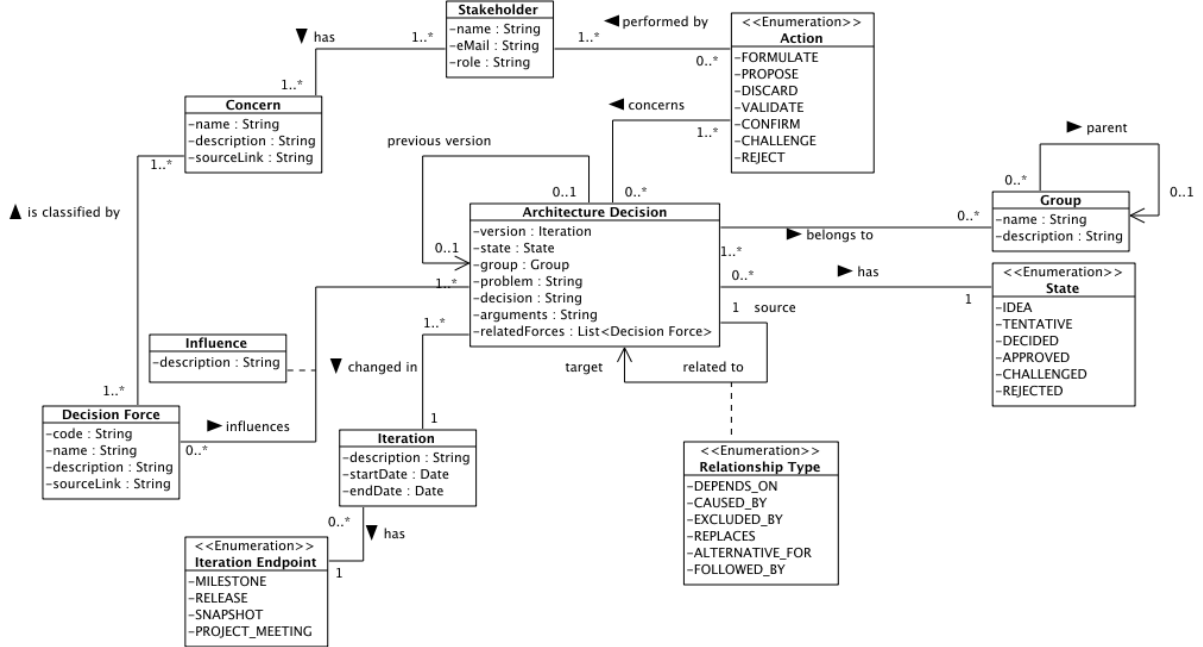 Stakeholder
-name : String
-eMail : String
-role : String
▼ has
1..*
1..*
◀ performed by
1..*
0..*
<<Enumeration>>
Action
-FORMULATE
-PROPOSE
-DISCARD
-VALIDATE
-CONFIRM
-CHALLENGE
-REJECT
Concern
-name : String
-description : String
-sourceLink : String
1..*
▲ is classified by
1..*
◀ concerns
1..*
0..*
previous version
0..1
0..1
▶ parent
0..*
0..1
Group
-name : String
-description : String
Architecture Decision
-version : Iteration
-state : State
-group : Group
-problem : String
-decision : String
-arguments : String
-relatedForces : List<Decision Force>
0..*
▶ belongs to
1..*
0..*
▶ has
1
<<Enumeration>>
State
-IDEA
-TENTATIVE
-DECIDED
-APPROVED
-CHALLENGED
-REJECTED
1..*
1..*
1 source
target
related to
Influence
-description : String
▼ changed in
1
Decision Force
-code : String
-name : String
-description : String
-sourceLink : String
▶ influences
0..*
Iteration
-description : String
-startDate : Date
-endDate : Date
0..*
▼ has
1
<<Enumeration>>
Iteration Endpoint
-MILESTONE
-RELEASE
-SNAPSHOT
-PROJECT_MEETING
<<Enumeration>>
Relationship Type
-DEPENDS_ON
-CAUSED_BY
-EXCLUDED_BY
-REPLACES
-ALTERNATIVE_FOR
-FOLLOWED_BY